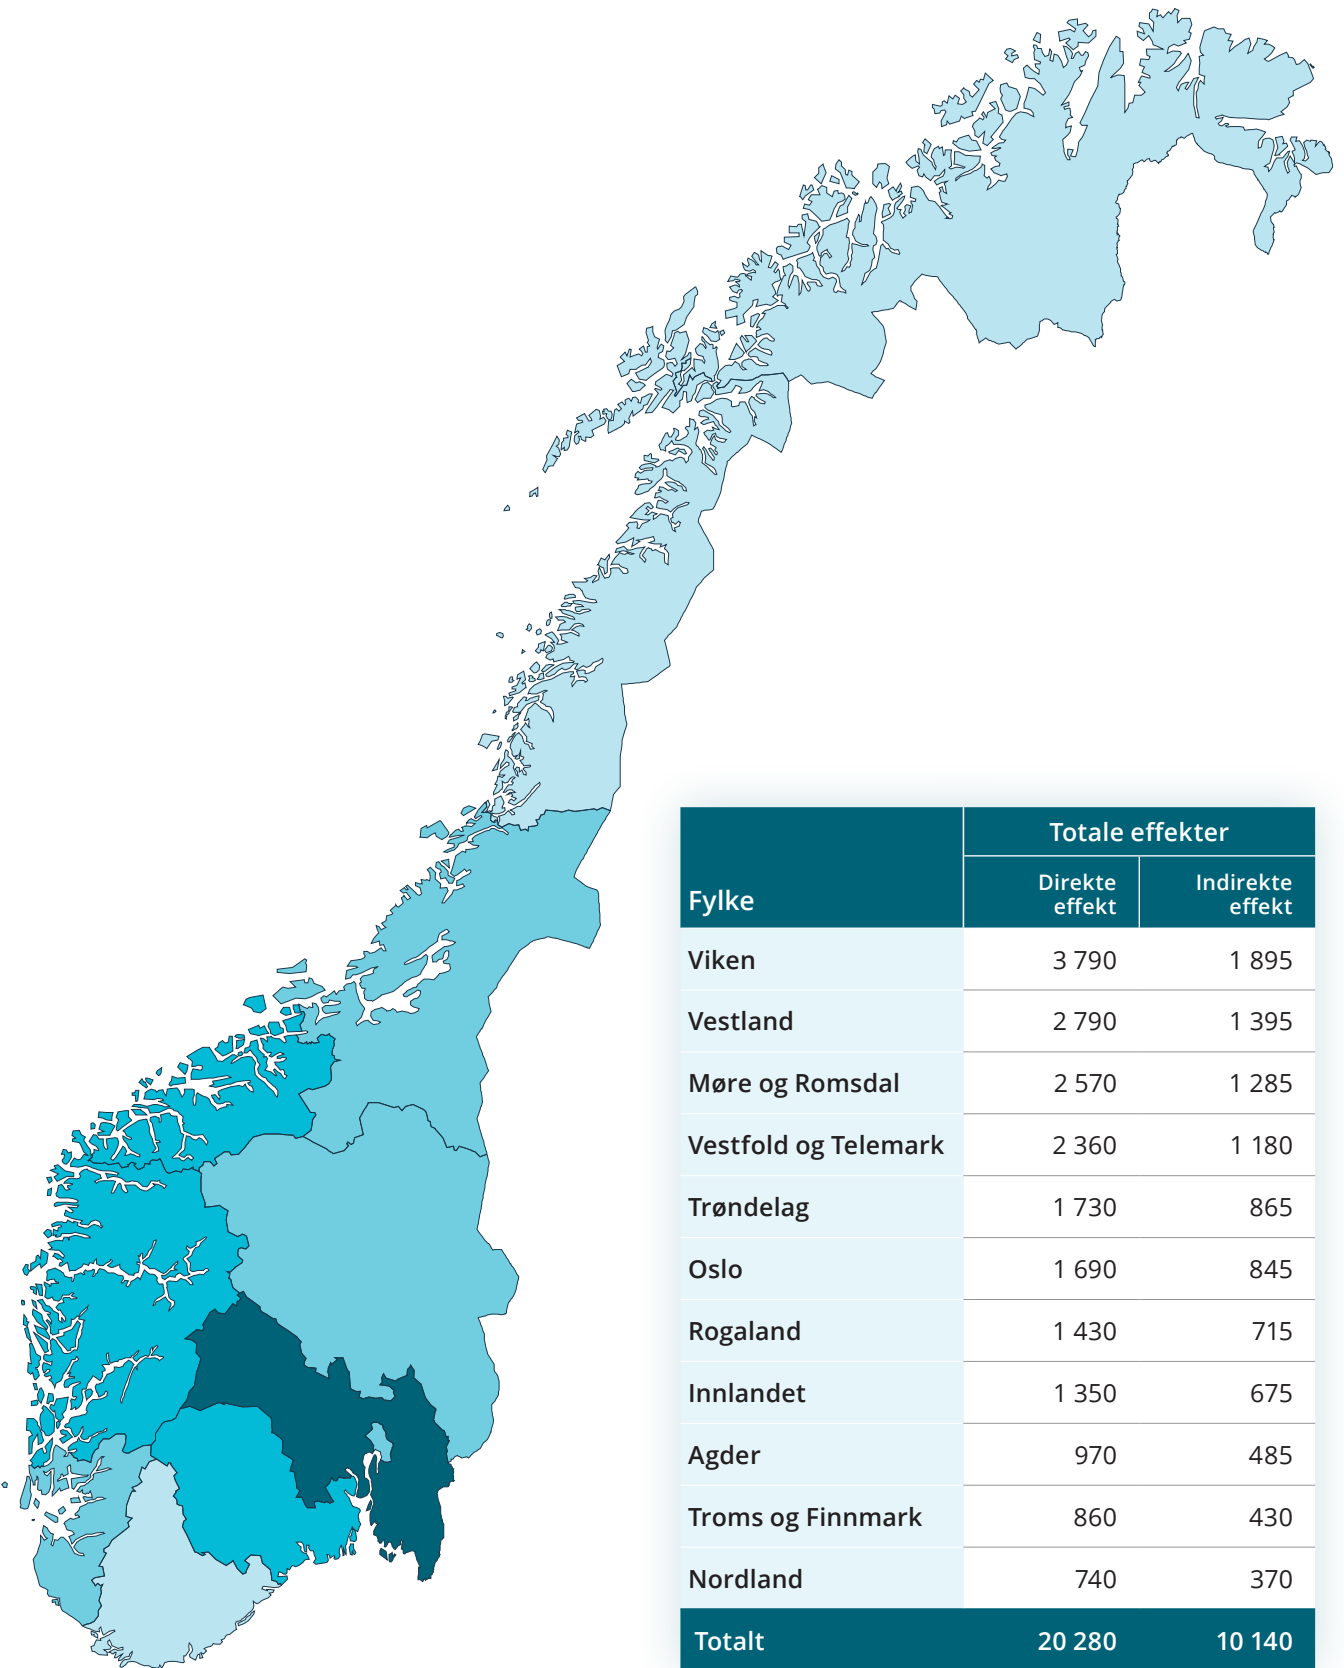 Totale effekter
Fylke Direkte effekt Indirekte effekt
Viken 3 790 1 895
Vestland 2 790 1 395
Møre og Romsdal 2 570 1 285
Vestfold og Telemark 2 360 1 180
Trøndelag 1 730 865
Oslo 1 690 845
Rogaland 1 430 715
Innlandet 1 350 675
Agder 970 485
Troms og Finnmark 860 430
Nordland 740 370
Totalt 20 280 10 140